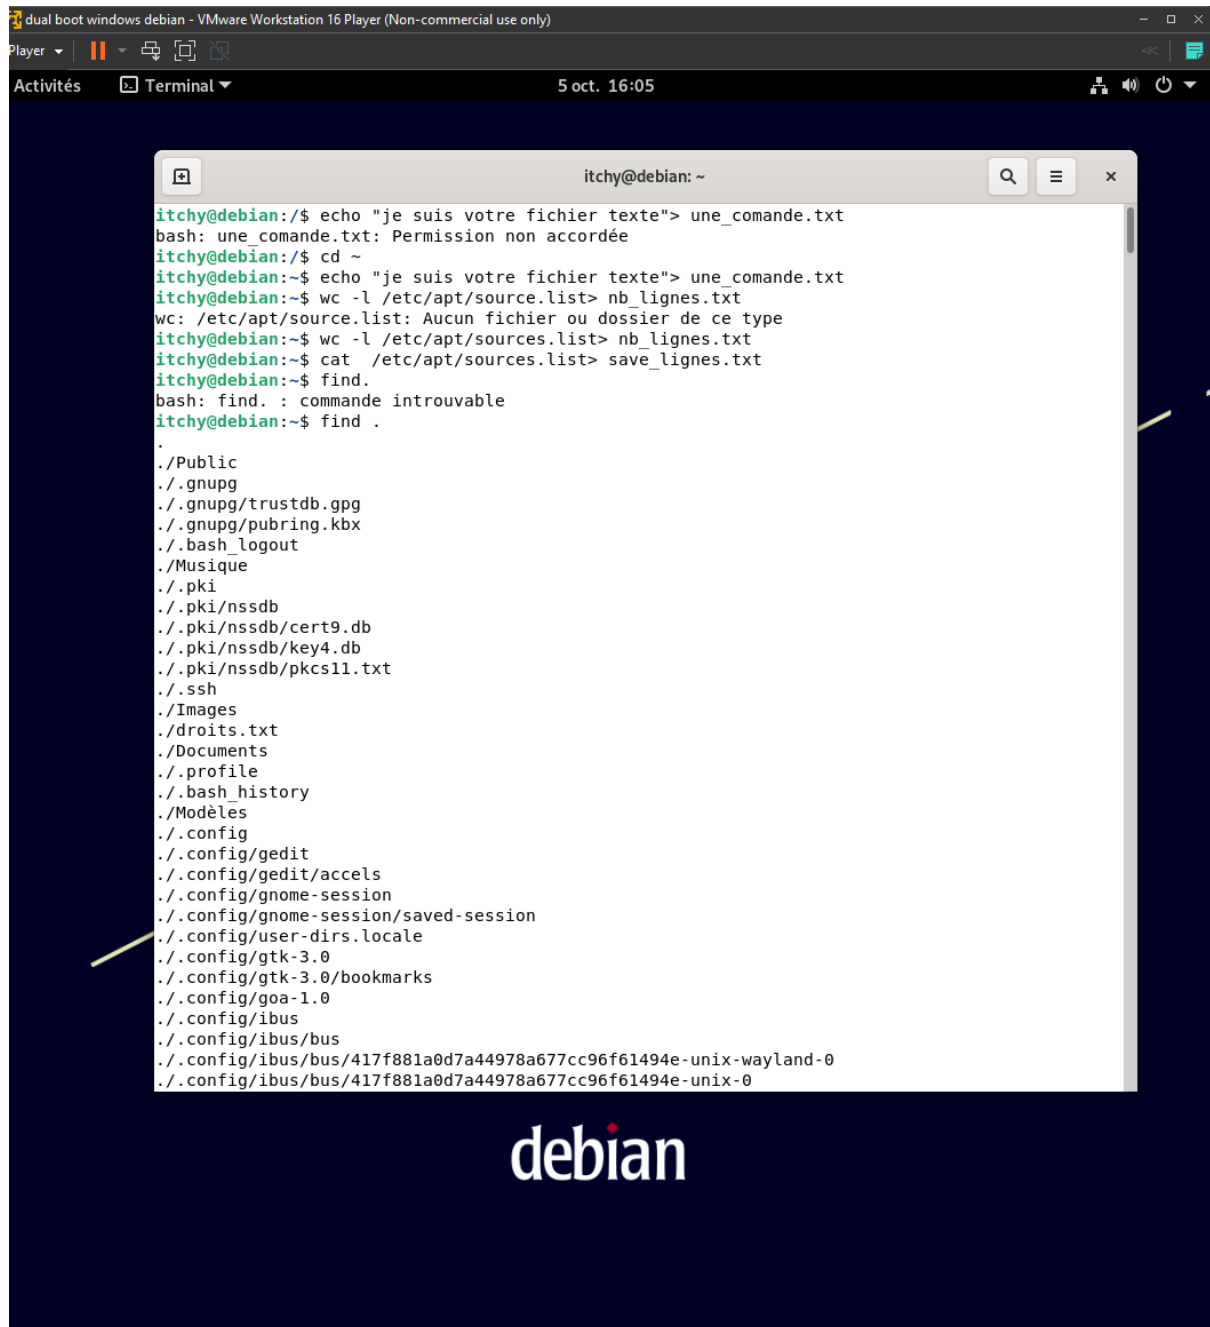 dual boot windows debian - VMware Workstation 16 Player (Non-commercial use only)
Player
Activités Terminal 5 oct. 16:05
itchy@debian: ~
itchy@debian:/$ echo "je suis votre fichier texte"> une_comande.txt
bash: une_comande.txt: Permission non accordée
itchy@debian:/$ cd ~
itchy@debian:~$ echo "je suis votre fichier texte"> une_comande.txt
itchy@debian:~$ wc -l /etc/apt/source.list> nb_lignes.txt
wc: /etc/apt/source.list: Aucun fichier ou dossier de ce type
itchy@debian:~$ wc -l /etc/apt/sources.list> nb_lignes.txt
itchy@debian:~$ cat  /etc/apt/sources.list> save_lignes.txt
itchy@debian:~$ find.
bash: find. : commande introuvable
itchy@debian:~$ find .
.
./Public
./.gnupg
./.gnupg/trustdb.gpg
./.gnupg/pubring.kbx
./.bash_logout
./Musique
./.pki
./.pki/nssdb
./.pki/nssdb/cert9.db
./.pki/nssdb/key4.db
./.pki/nssdb/pkcs11.txt
./.ssh
./Images
./droits.txt
./Documents
./.profile
./.bash_history
./Modèles
./.config
./.config/gedit
./.config/gedit/accels
./.config/gnome-session
./.config/gnome-session/saved-session
./.config/user-dirs.locale
./.config/gtk-3.0
./.config/gtk-3.0/bookmarks
./.config/goa-1.0
./.config/ibus
./.config/ibus/bus
./.config/ibus/bus/417f881a0d7a44978a677cc96f61494e-unix-wayland-0
./.config/ibus/bus/417f881a0d7a44978a677cc96f61494e-unix-0
debian